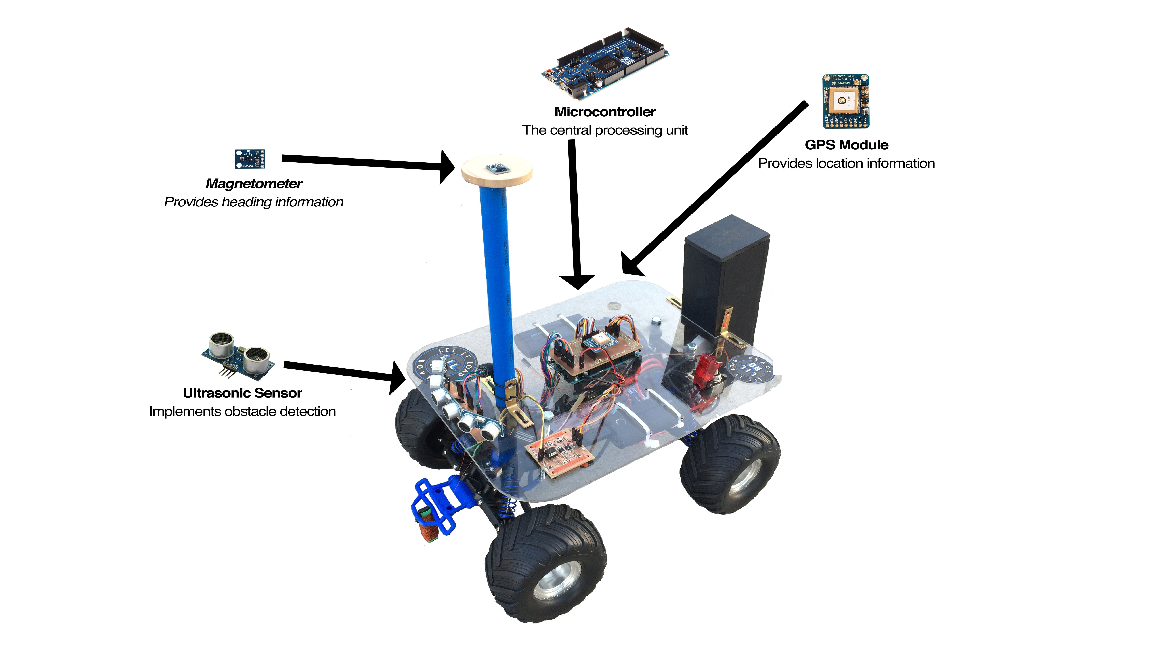 Microcontroller
The central processing unit
GPS Module
Provides location information
Magnetometer
Provides heading information
Ultrasonic Sensor
Implements obstacle detection